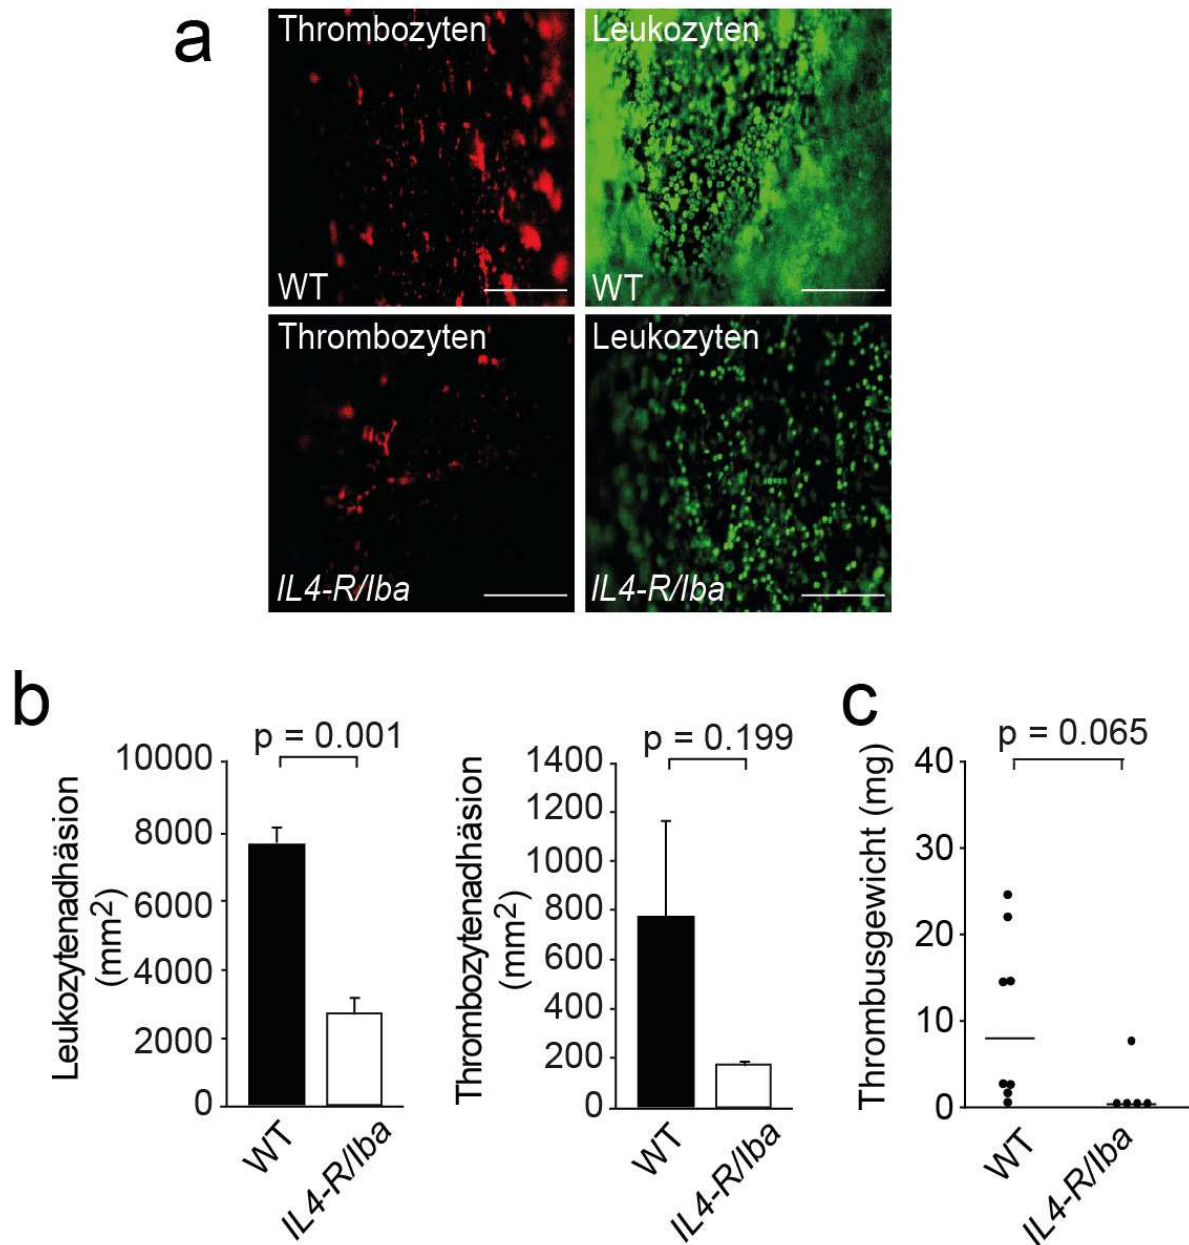 a
Thrombozyten
Leukozyten
WT
WT
Thrombozyten
Leukozyten
IL4-R/Iba
IL4-R/Iba
b
p = 0.001
Leukozytenadhäsion
(mm²)
10000
8000
6000
4000
2000
0
WT
IL4-R/Iba
p = 0.199
Thrombozytenadhäsion
(mm²)
1400
1200
1000
800
600
400
200
0
WT
IL4-R/Iba
c
p = 0.065
Thrombusgewicht (mg)
40
30
20
10
0
WT
IL4-R/Iba